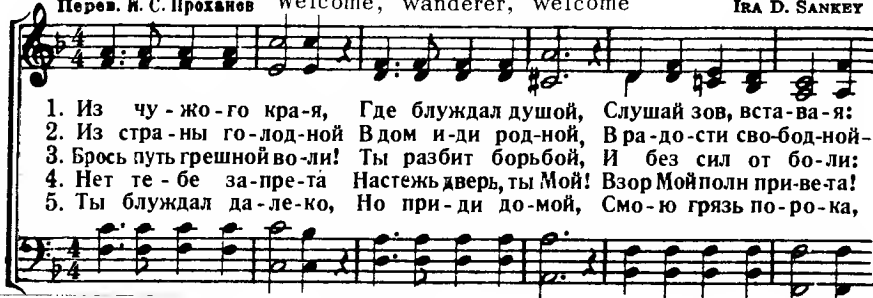 Перев. И. С. Проханов Welcome, wanderer, welcome IRA D. SANKEY
1. Из чу-жо-го кра-я, Где блуждал душой, Слушай зов, вста-ва-я:
2. Из стра-ны го-лод-ной В дом и-ди род-ной, В ра-до-сти сво-бод-ной-
3. Брось путь грешной во-ли! Ты разбит борьбой, И без сил от бо-ли:
4. Нет те-бе за-пре-та Настежь дверь, ты Мой! Взор Мой полн при-ве-та!
5. Ты блуждал да-ле-ко, Но при-ди до-мой, Смо-ю грязь по-ро-ка,